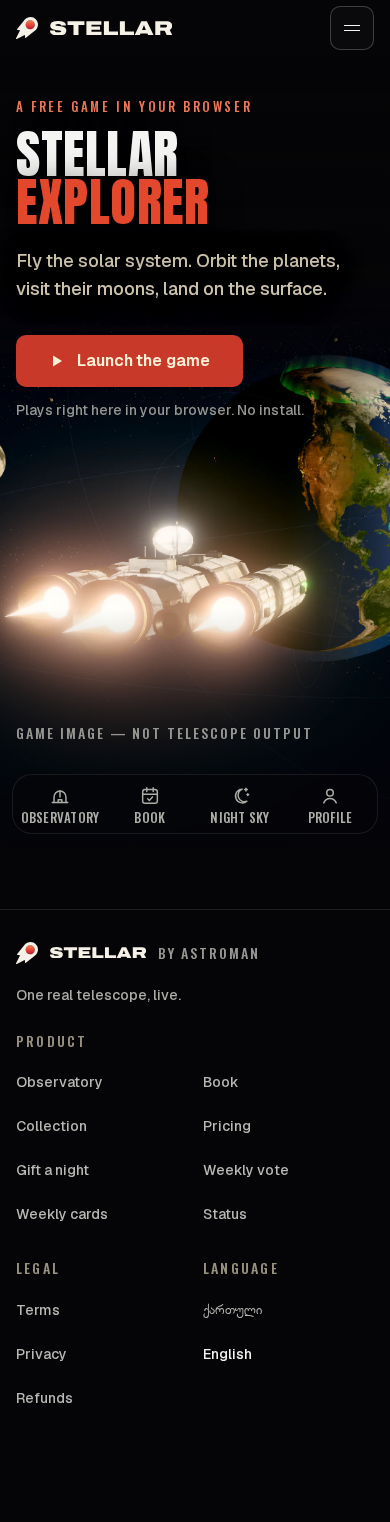 STELLAR
A FREE GAME IN YOUR BROWSER
STELLAR
EXPLORER
Fly the solar system. Orbit the planets,
visit their moons, land on the surface.
Launch the game
Plays right here in your browser. No install.
GAME IMAGE — NOT TELESCOPE OUTPUT
OBSERVATORY BOOK NIGHT SKY PROFILE
STELLAR BY ASTROMAN
One real telescope, live.
PRODUCT
Observatory Book
Collection Pricing
Gift a night Weekly vote
Weekly cards Status
LEGAL LANGUAGE
Terms ქართული
Privacy English
Refunds